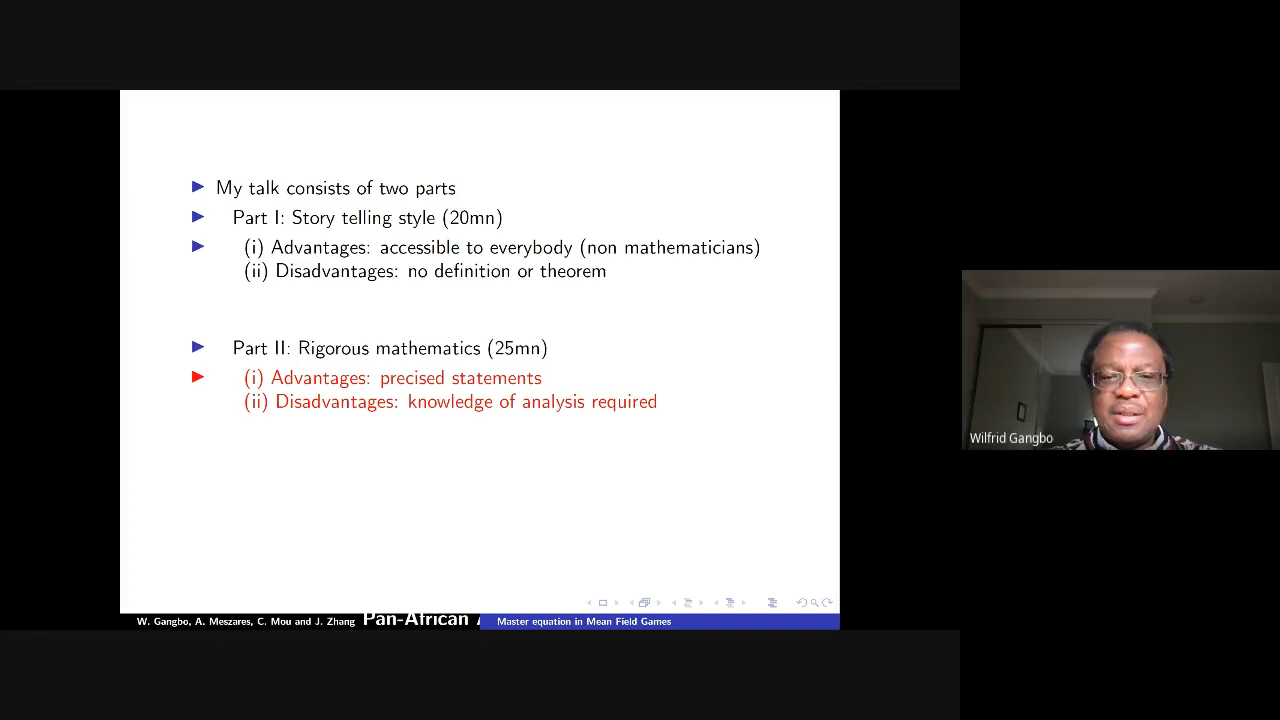 My talk consists of two parts
Part I: Story telling style (20mn)
(i) Advantages: accessible to everybody (non mathematicians)
(ii) Disadvantages: no definition or theorem
Part II: Rigorous mathematics (25mn)
(i) Advantages: precised statements
(ii) Disadvantages: knowledge of analysis required
W. Gangbo, A. Meszares, C. Mou and J. Zhang Pan-African Master equation in Mean Field Games
Wilfrid Gangbo